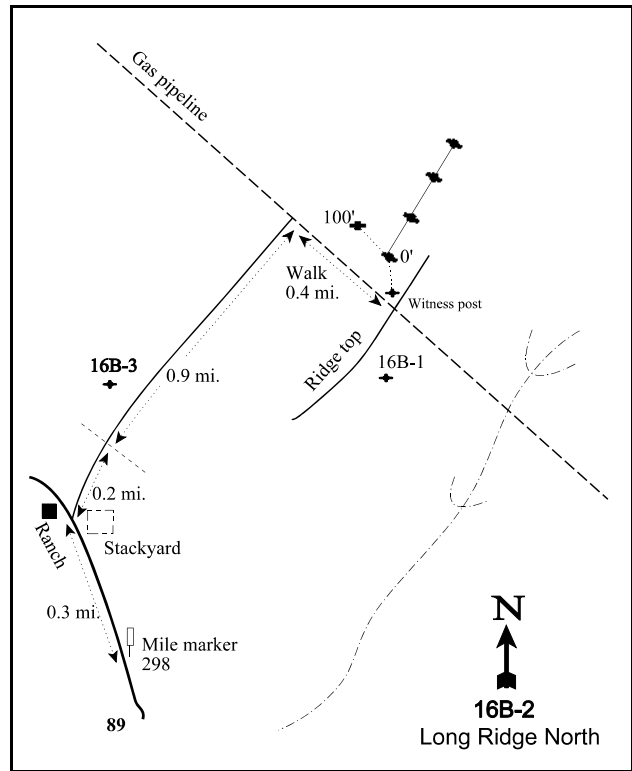 Gas pipeline
100'
0'
Walk
0.4 mi.
Witness post
Ridge top
16B-1
16B-3
0.9 mi.
0.2 mi.
Ranch
Stackyard
0.3 mi.
Mile marker
298
89
N
16B-2
Long Ridge North